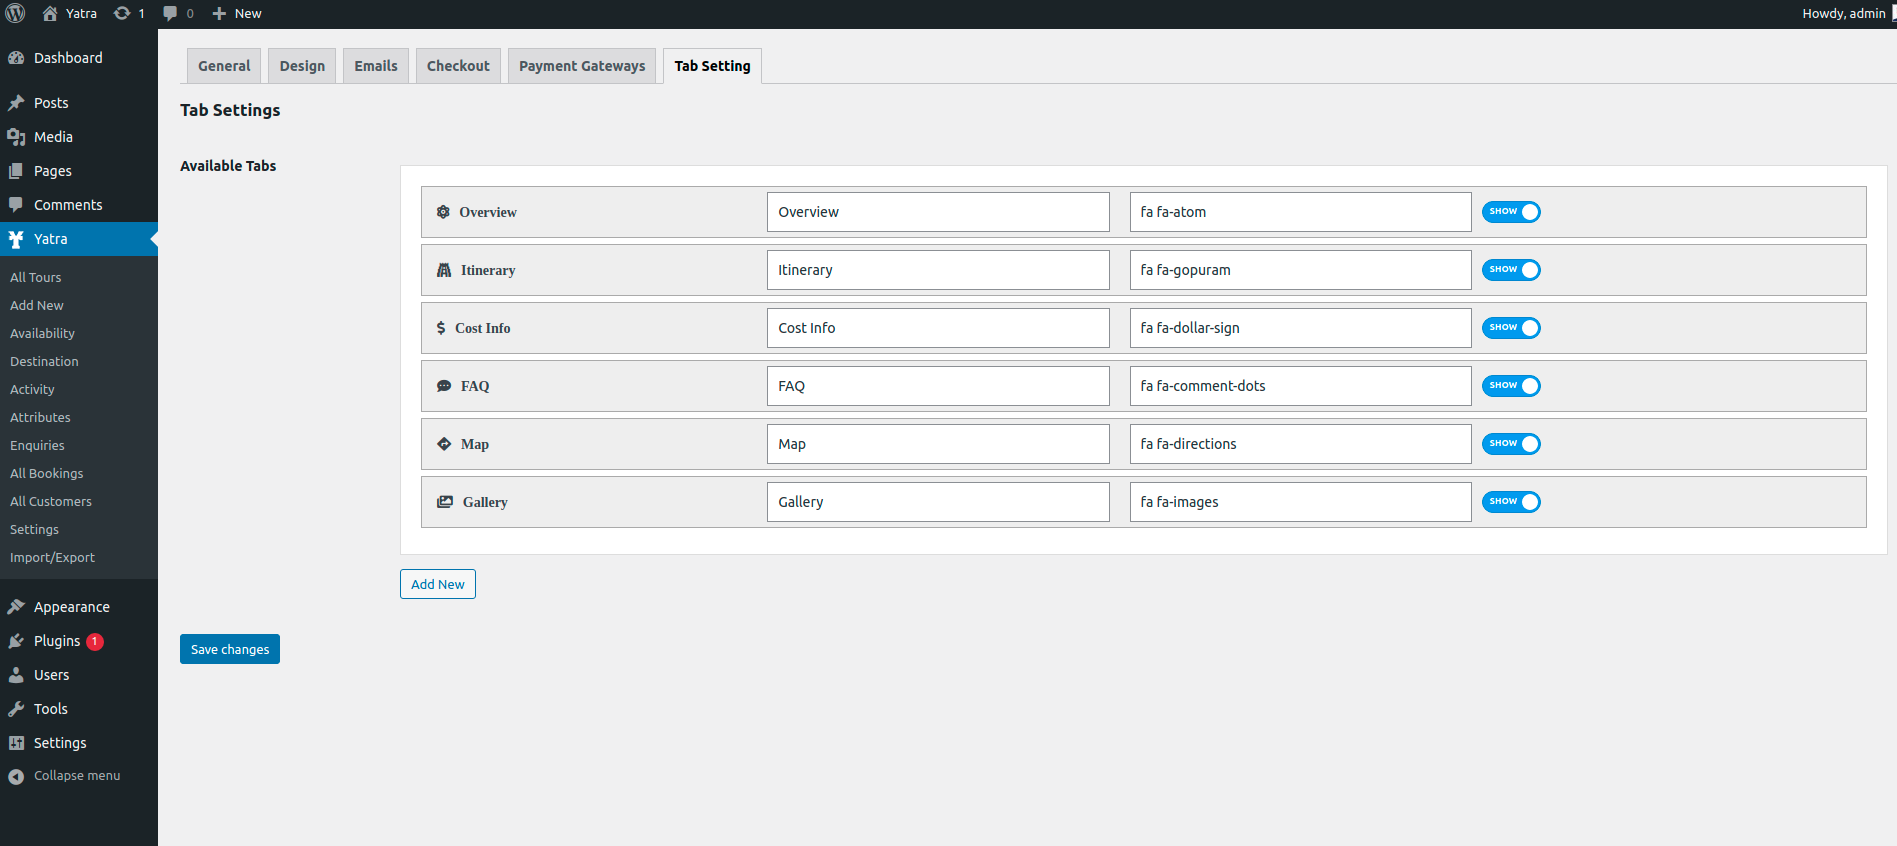 Yatra 1 0 New Howdy, admin
Dashboard
Posts
Media
Pages
Comments
Yatra
All Tours
Add New
Availability
Destination
Activity
Attributes
Enquiries
All Bookings
All Customers
Settings
Import/Export
Appearance
Plugins 1
Users
Tools
Settings
Collapse menu
General Design Emails Checkout Payment Gateways Tab Setting
Tab Settings
Available Tabs
Overview Overview fa fa-atom SHOW
Itinerary Itinerary fa fa-gopuram SHOW
Cost Info Cost Info fa fa-dollar-sign SHOW
FAQ FAQ fa fa-comment-dots SHOW
Map Map fa fa-directions SHOW
Gallery Gallery fa fa-images SHOW
Add New
Save changes